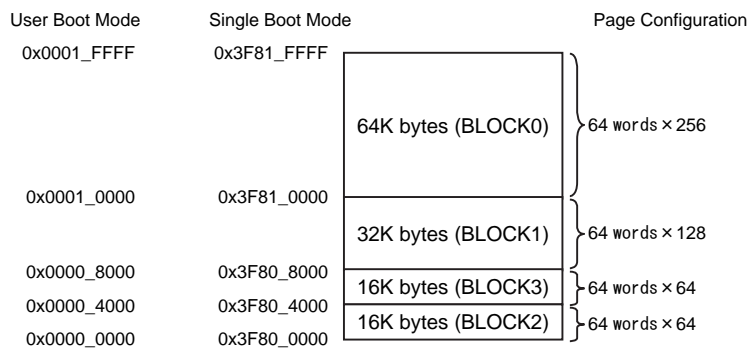 User Boot Mode Single Boot Mode Page Configuration
0x0001_FFFF 0x3F81_FFFF
64K bytes (BLOCK0) 64 words×256
0x0001_0000 0x3F81_0000
32K bytes (BLOCK1) 64 words×128
0x0000_8000 0x3F80_8000
16K bytes (BLOCK3) 64 words×64
0x0000_4000 0x3F80_4000
16K bytes (BLOCK2) 64 words×64
0x0000_0000 0x3F80_0000